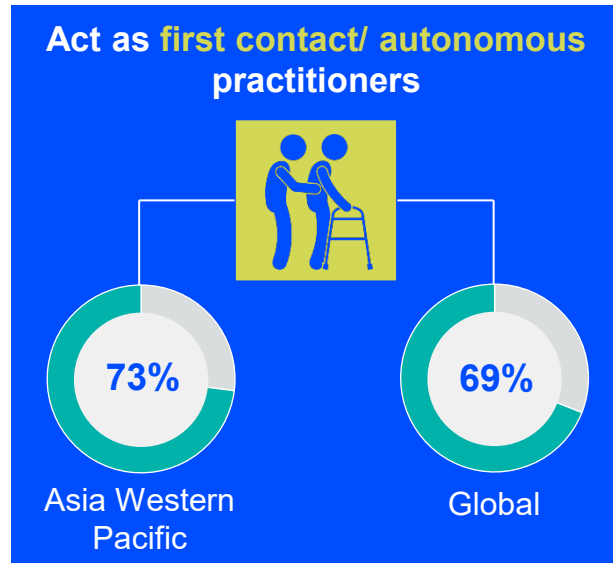 Act as first contact/ autonomous
practitioners
73%
69%
Asia Western
Pacific
Global